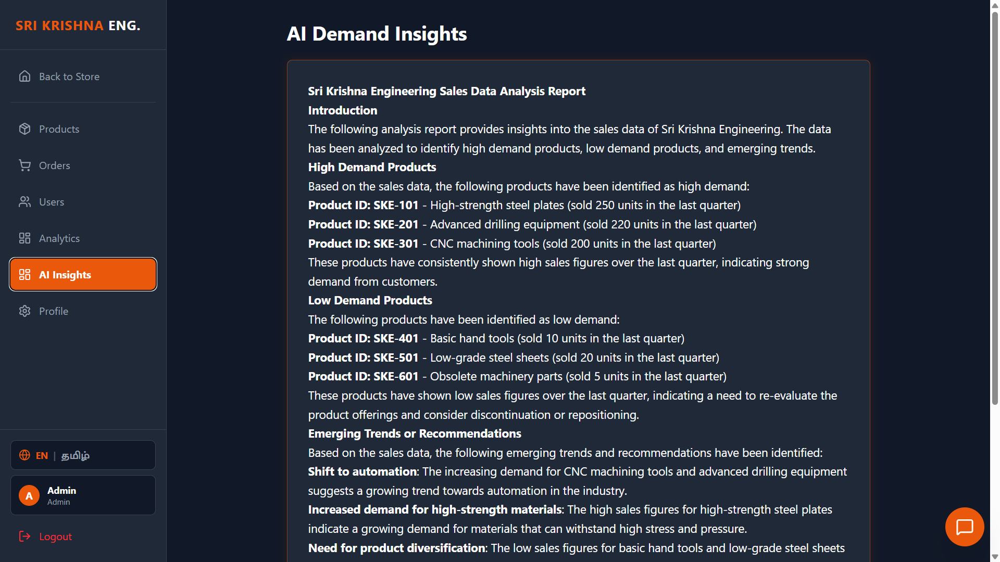 SRI KRISHNA ENG.
Back to Store
Products
Orders
Users
Analytics
AI Insights
Profile
EN | தமிழ்
A
Admin
Admin
Logout
AI Demand Insights
Sri Krishna Engineering Sales Data Analysis Report
Introduction
The following analysis report provides insights into the sales data of Sri Krishna Engineering. The data
has been analyzed to identify high demand products, low demand products, and emerging trends.
High Demand Products
Based on the sales data, the following products have been identified as high demand:
Product ID: SKE-101 - High-strength steel plates (sold 250 units in the last quarter)
Product ID: SKE-201 - Advanced drilling equipment (sold 220 units in the last quarter)
Product ID: SKE-301 - CNC machining tools (sold 200 units in the last quarter)
These products have consistently shown high sales figures over the last quarter, indicating strong
demand from customers.
Low Demand Products
The following products have been identified as low demand:
Product ID: SKE-401 - Basic hand tools (sold 10 units in the last quarter)
Product ID: SKE-501 - Low-grade steel sheets (sold 20 units in the last quarter)
Product ID: SKE-601 - Obsolete machinery parts (sold 5 units in the last quarter)
These products have shown low sales figures over the last quarter, indicating a need to re-evaluate the
product offerings and consider discontinuation or repositioning.
Emerging Trends or Recommendations
Based on the sales data, the following emerging trends and recommendations have been identified:
Shift to automation: The increasing demand for CNC machining tools and advanced drilling equipment
suggests a growing trend towards automation in the industry.
Increased demand for high-strength materials: The high sales figures for high-strength steel plates
indicate a growing demand for materials that can withstand high stress and pressure.
Need for product diversification: The low sales figures for basic hand tools and low-grade steel sheets